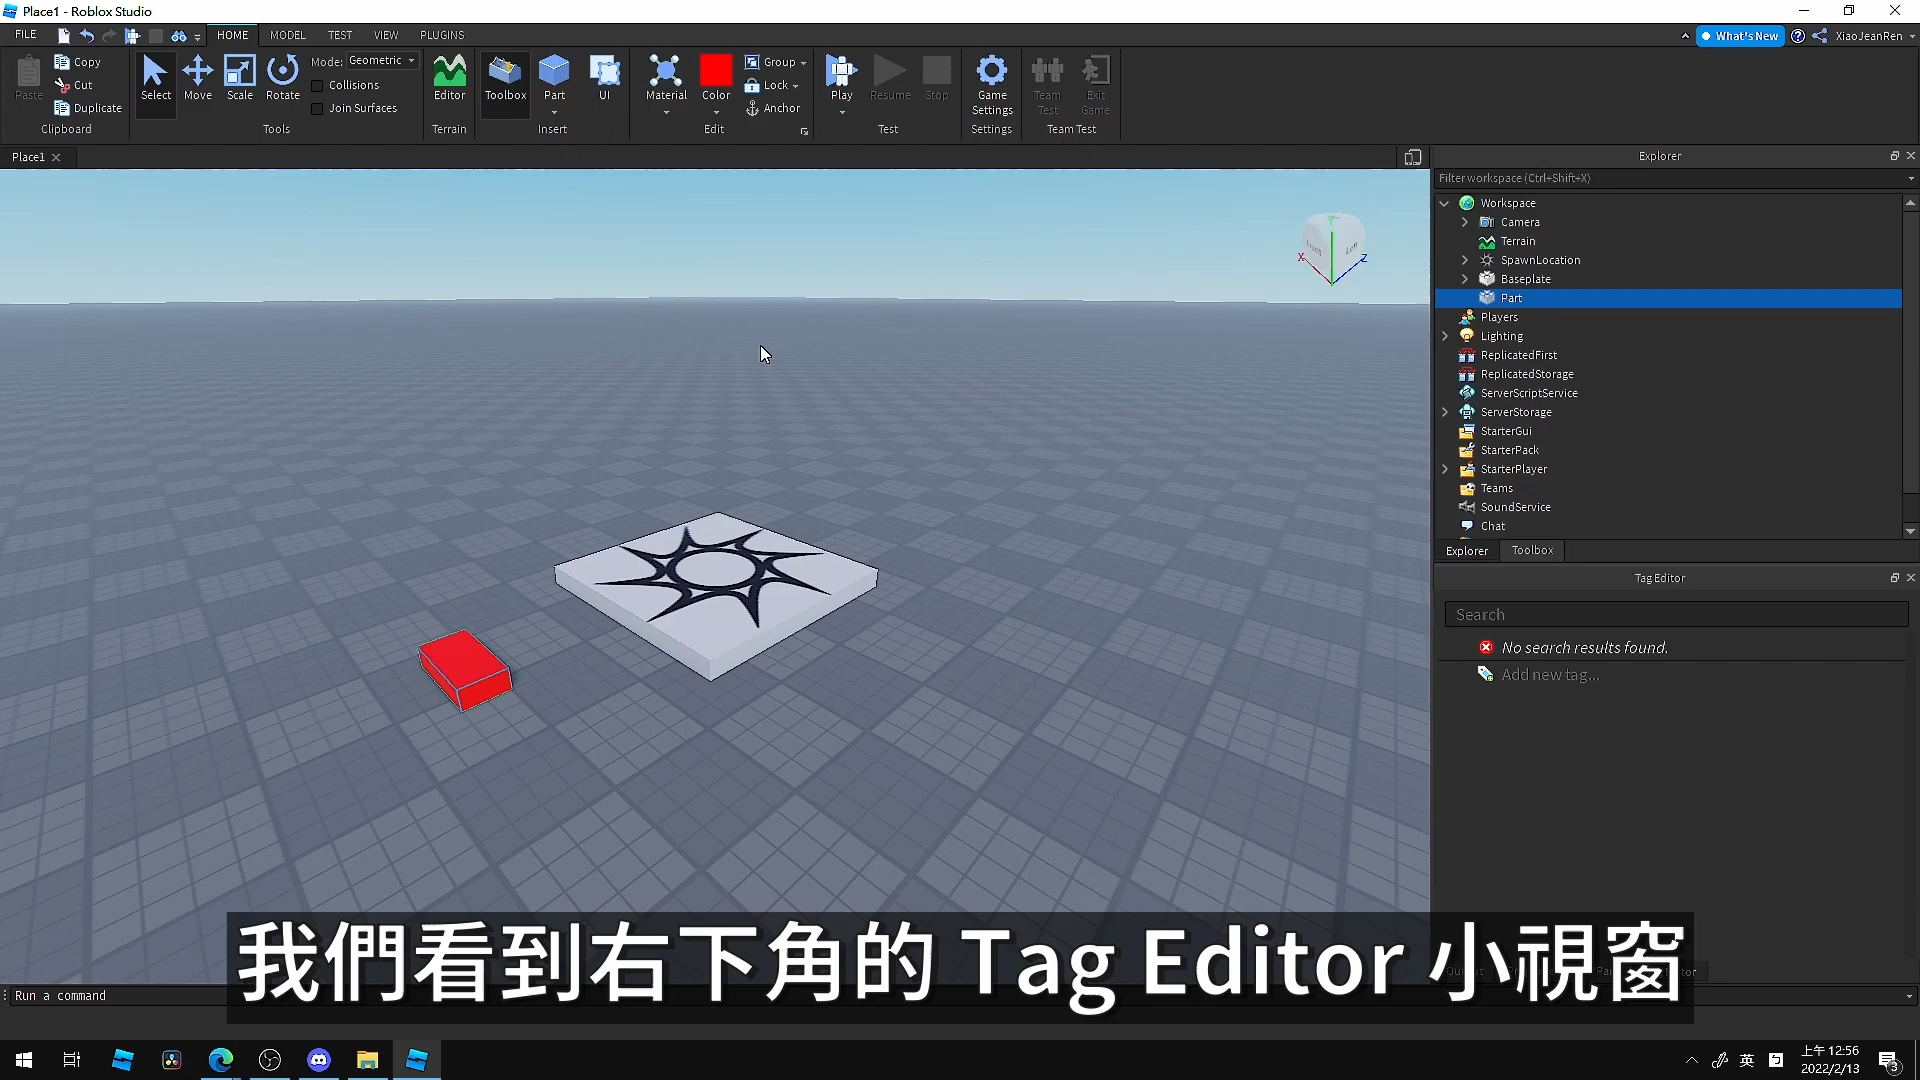 Place1 - Roblox Studio
FILE
HOME
MODEL
TEST
VIEW
PLUGINS
What's New
XiaoJeanRen
Paste
Copy
Cut
Duplicate
Clipboard
Select
Move
Scale
Rotate
Mode: Geometric
Collisions
Join Surfaces
Tools
Editor
Terrain
Toolbox
Part
UI
Insert
Material
Color
Group
Lock
Anchor
Edit
Play
Resume
Stop
Test
Game Settings
Settings
Team Test
Exit Game
Team Test
Place1
Explorer
Filter workspace (Ctrl+Shift+X)
Workspace
Camera
Terrain
SpawnLocation
Baseplate
Part
Players
Lighting
ReplicatedFirst
ReplicatedStorage
ServerScriptService
ServerStorage
StarterGui
StarterPack
StarterPlayer
Teams
SoundService
Chat
X
Z
Left
Explorer
Toolbox
Tag Editor
Search
No search results found.
Add new tag...
我們看到右下角的 Tag Editor 小視窗
Run a command
英
上午 12:56
2022/2/13
3